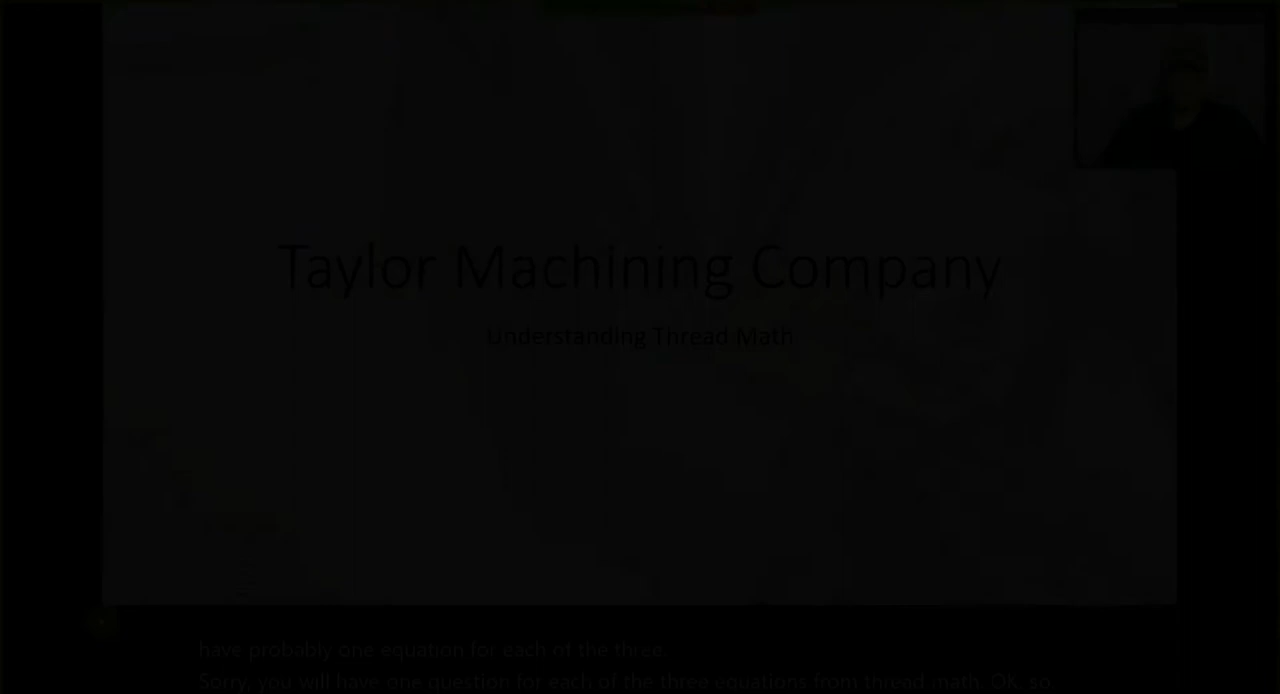 Taylor Machining Company
Understanding Thread Math
have probably one equation for each of the three.
Sorry, you will have one question for each of the three equations from thread math. OK, so